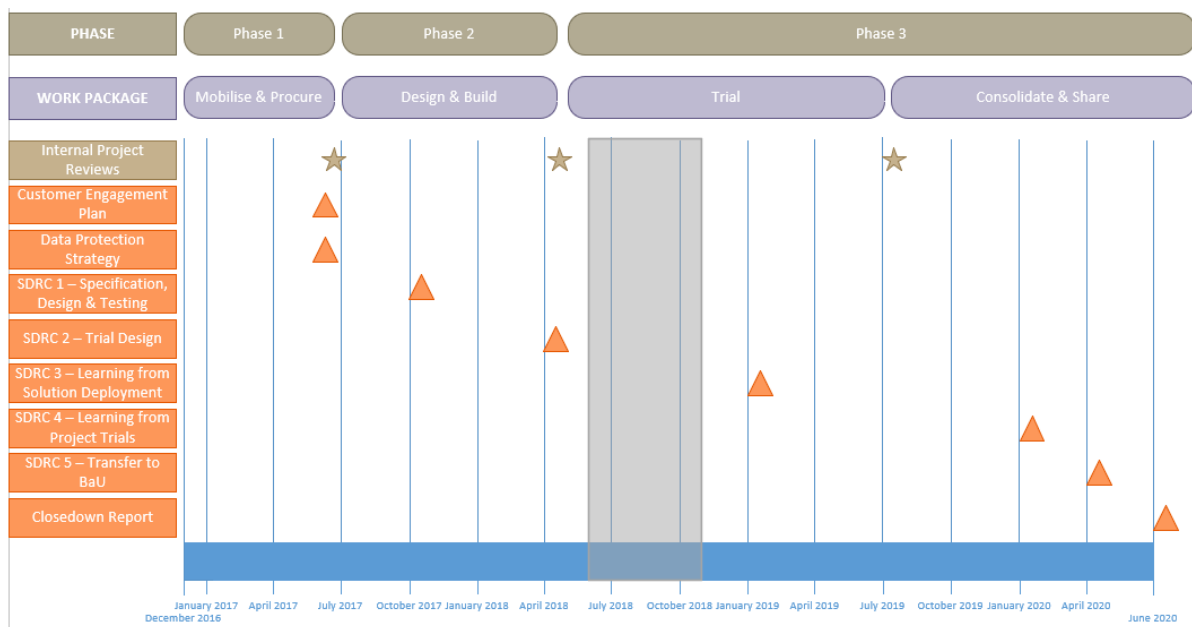 PHASE
Phase 1
Phase 2
Phase 3
WORK PACKAGE
Mobilise & Procure
Design & Build
Trial
Consolidate & Share
Internal Project
Reviews
Customer Engagement
Plan
Data Protection
Strategy
SDRC 1 – Specification,
Design & Testing
SDRC 2 – Trial Design
SDRC 3 – Learning from
Solution Deployment
SDRC 4 – Learning from
Project Trials
SDRC 5 – Transfer to
BaU
Closedown Report
January 2017
April 2017
July 2017
October 2017
January 2018
April 2018
July 2018
October 2018
January 2019
April 2019
July 2019
October 2019
January 2020
April 2020
December 2016
June 2020